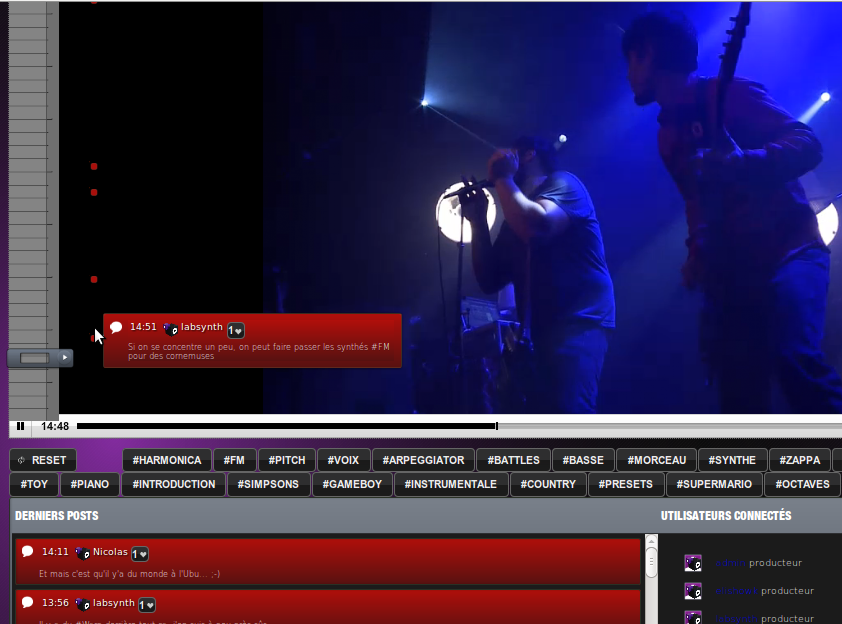 14:51 labsynth 1
Si on se concentre un peu, on peut faire passer les synthés #FM
pour des cornemuses
14:48
RESET #HARMONICA #FM #PITCH #VOIX #ARPEGGIATOR #BATTLES #BASSE #MORCEAU #SYNTHE #ZAPPA
#TOY #PIANO #INTRODUCTION #SIMPSONS #GAMEBOY #INSTRUMENTALE #COUNTRY #PRESETS #SUPERMARIO #OCTAVES
DERNIERS POSTS
UTILISATEURS CONNECTÉS
14:11 Nicolas 1
Et mais c'est qu'il y'a du monde à l'Ubu... ;-)
13:56 labsynth 1
producteur
producteur
producteur